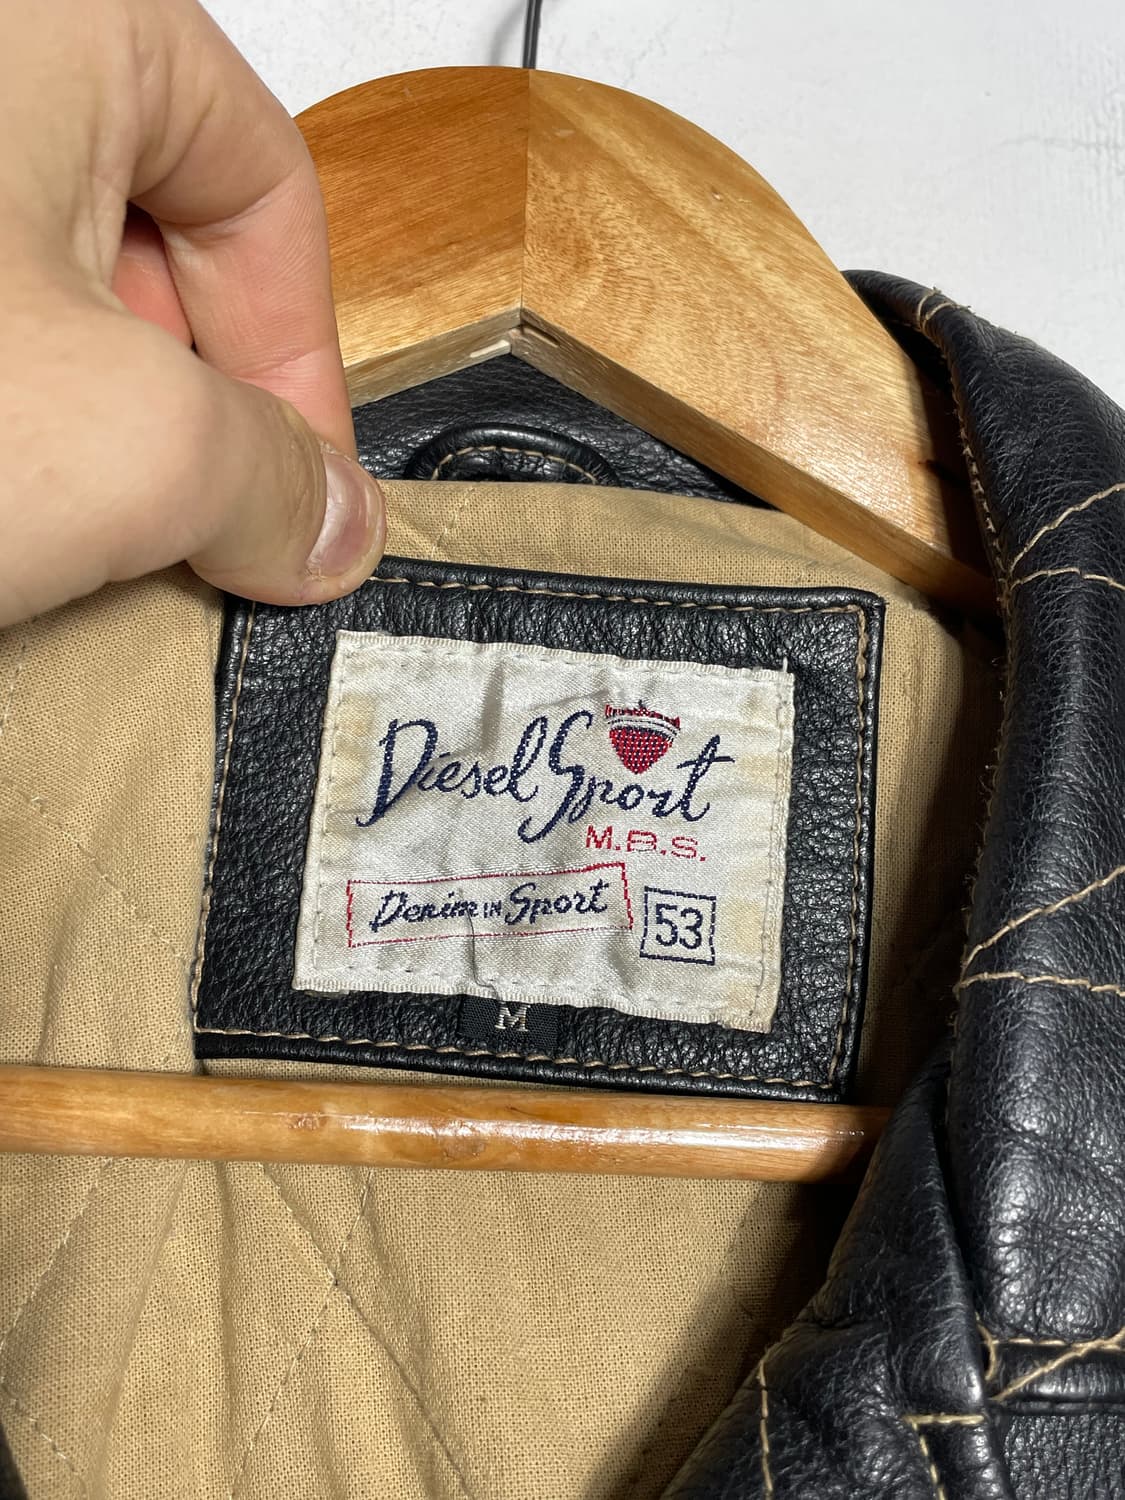 Diesel Sport
M.B.S.
Denim IN Sport
53
M